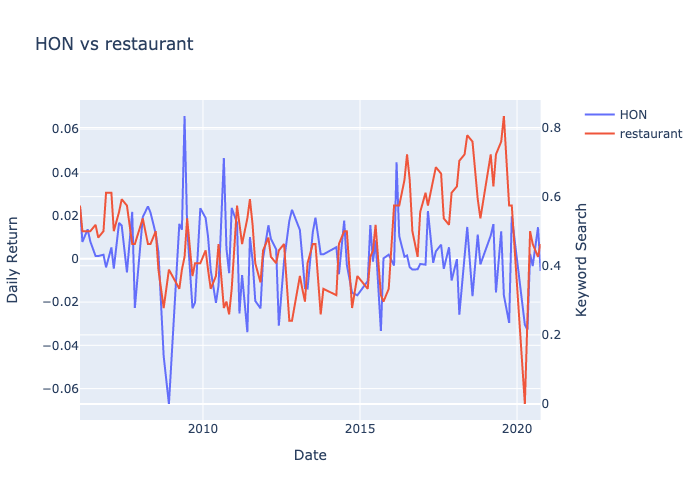 HON vs restaurant
HON
restaurant
0.06
0.04
0.02
0
−0.02
−0.04
−0.06
0.8
0.6
0.4
0.2
0
2010
2015
2020
Date
Daily Return
Keyword Search